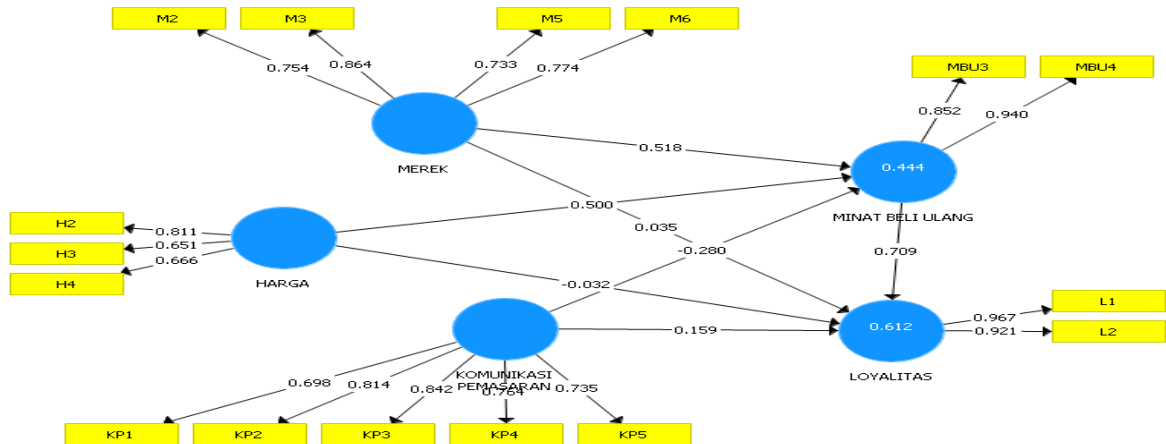 M2
M3
M5
M6
0.754
0.864
0.733
0.774
MBU3
MBU4
0.852
0.940
MEREK
0.518
0.444
MINAT BELI ULANG
H2
H3
H4
0.811
0.651
0.666
HARGA
0.500
0.035
-0.280
0.709
-0.032
0.159
0.612
LOYALITAS
L1
L2
0.967
0.921
KOMUNIKASI
PEMASARAN
0.698
0.814
0.842
0.764
0.735
KP1
KP2
KP3
KP4
KP5